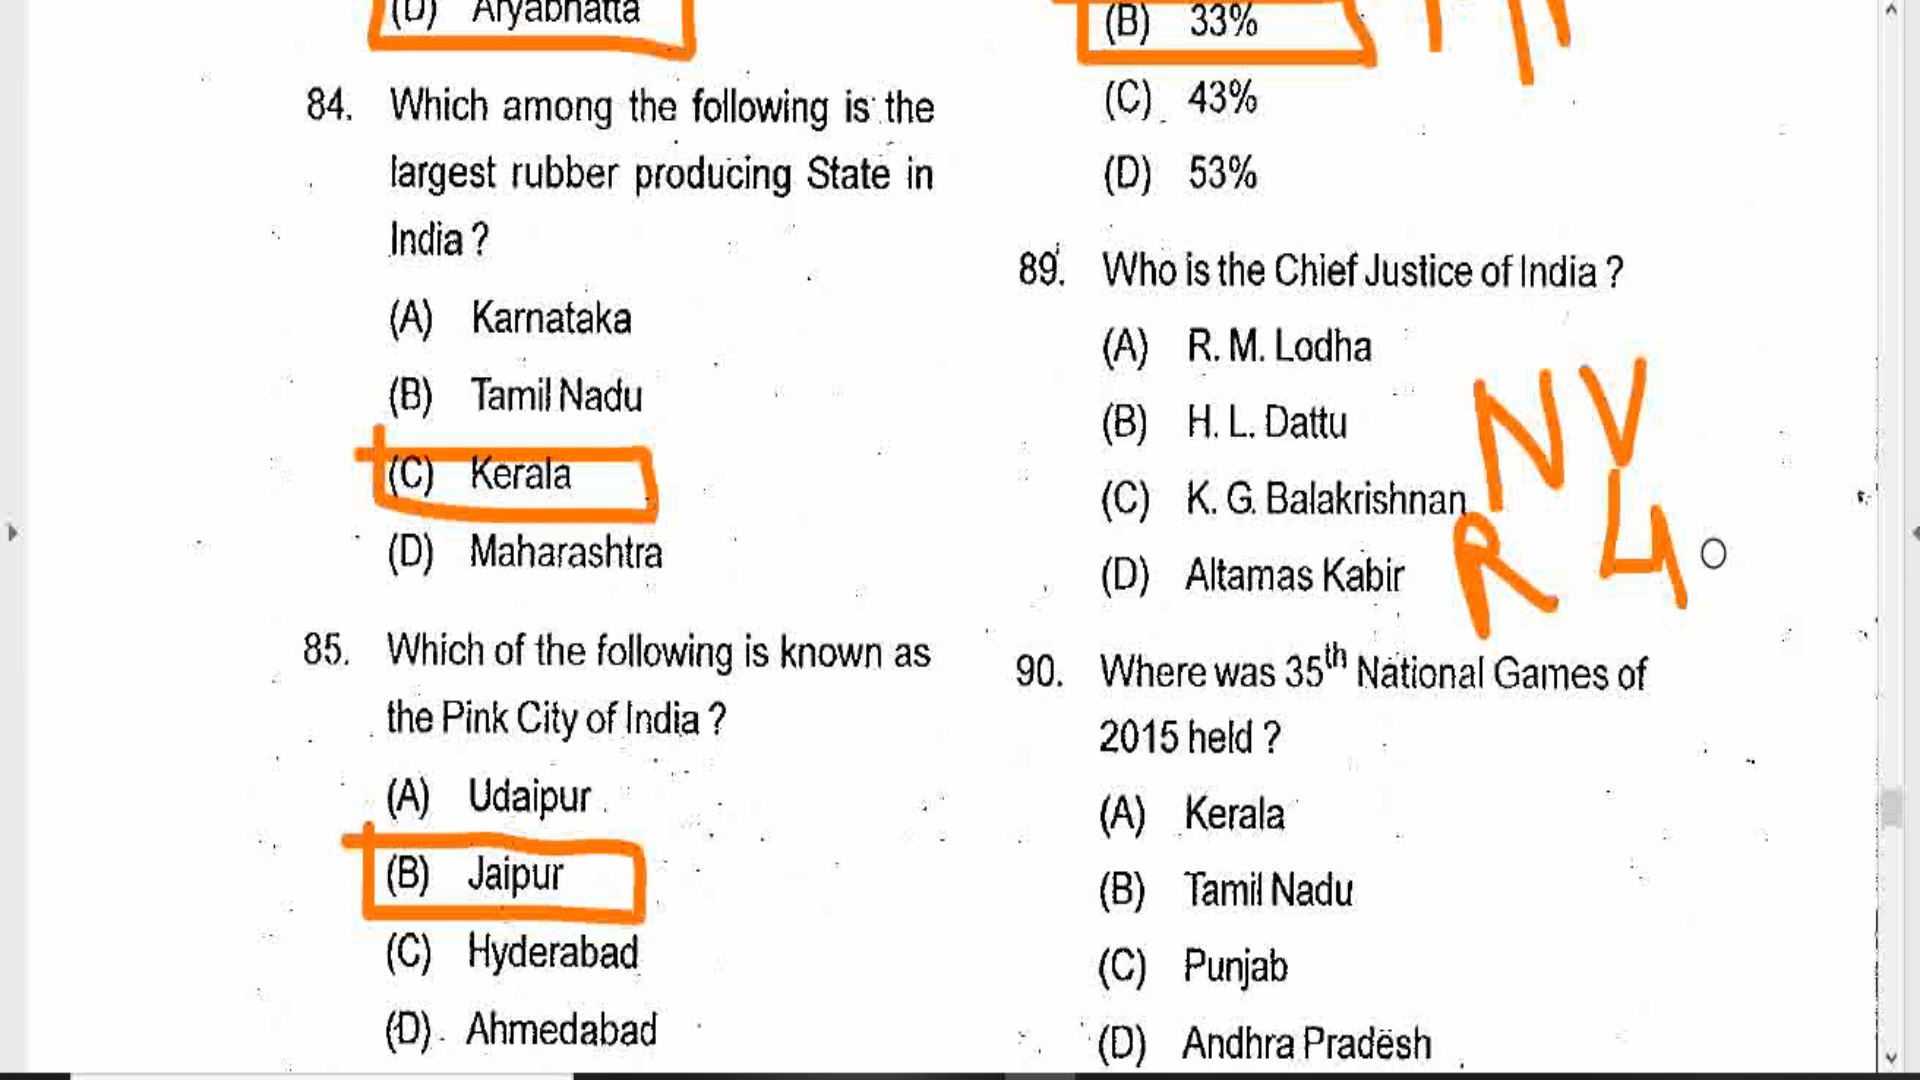 (D) Aryabhatta
84. Which among the following is the
largest rubber producing State in
India ?
(A) Karnataka
(B) Tamil Nadu
(C) Kerala
(D) Maharashtra
85. Which of the following is known as
the Pink City of India ?
(A) Udaipur
(B) Jaipur
(C) Hyderabad
(D) Ahmedabad
(B) 33%
(C) 43%
(D) 53%
89. Who is the Chief Justice of India ?
(A) R. M. Lodha
(B) H. L. Dattu
(C) K. G. Balakrishnan
(D) Altamas Kabir
NV
R
90. Where was 35th National Games of
2015 held ?
(A) Kerala
(B) Tamil Nadu
(C) Punjab
(D) Andhra Pradesh